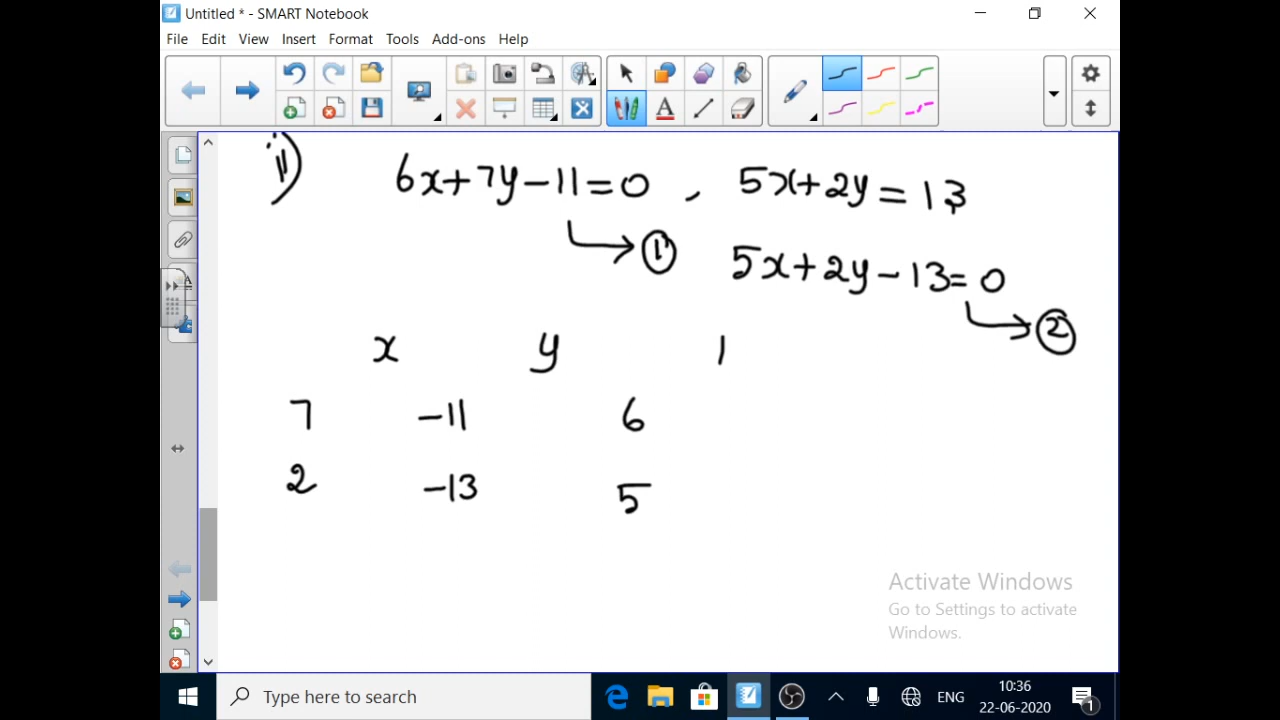 Untitled * - SMART Notebook
File Edit View Insert Format Tools Add-ons Help
ii) 6x+7y-11=0 , 5x+2y=13
→① 5x+2y-13=0
→②
x y 1
7 -11 6
2 -13 5
Activate Windows
Go to Settings to activate
Windows.
Type here to search
ENG
10:36
22-06-2020
1